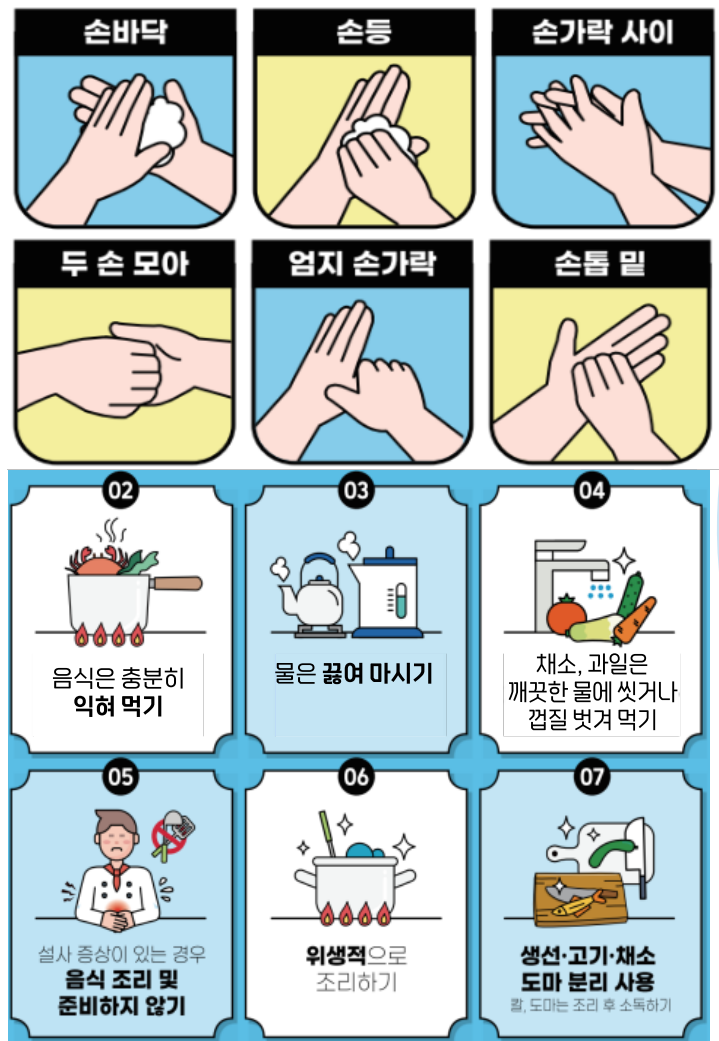 손바닥
손등
손가락 사이
두 손 모아
엄지 손가락
손톱 밑
02
음식은 충분히
익혀 먹기
03
물은 끓여 마시기
04
채소, 과일은
깨끗한 물에 씻거나
껍질 벗겨 먹기
05
설사 증상이 있는 경우
음식 조리 및
준비하지 않기
06
위생적으로
조리하기
07
생선·고기·채소
도마 분리 사용
칼, 도마는 조리 후 소독하기